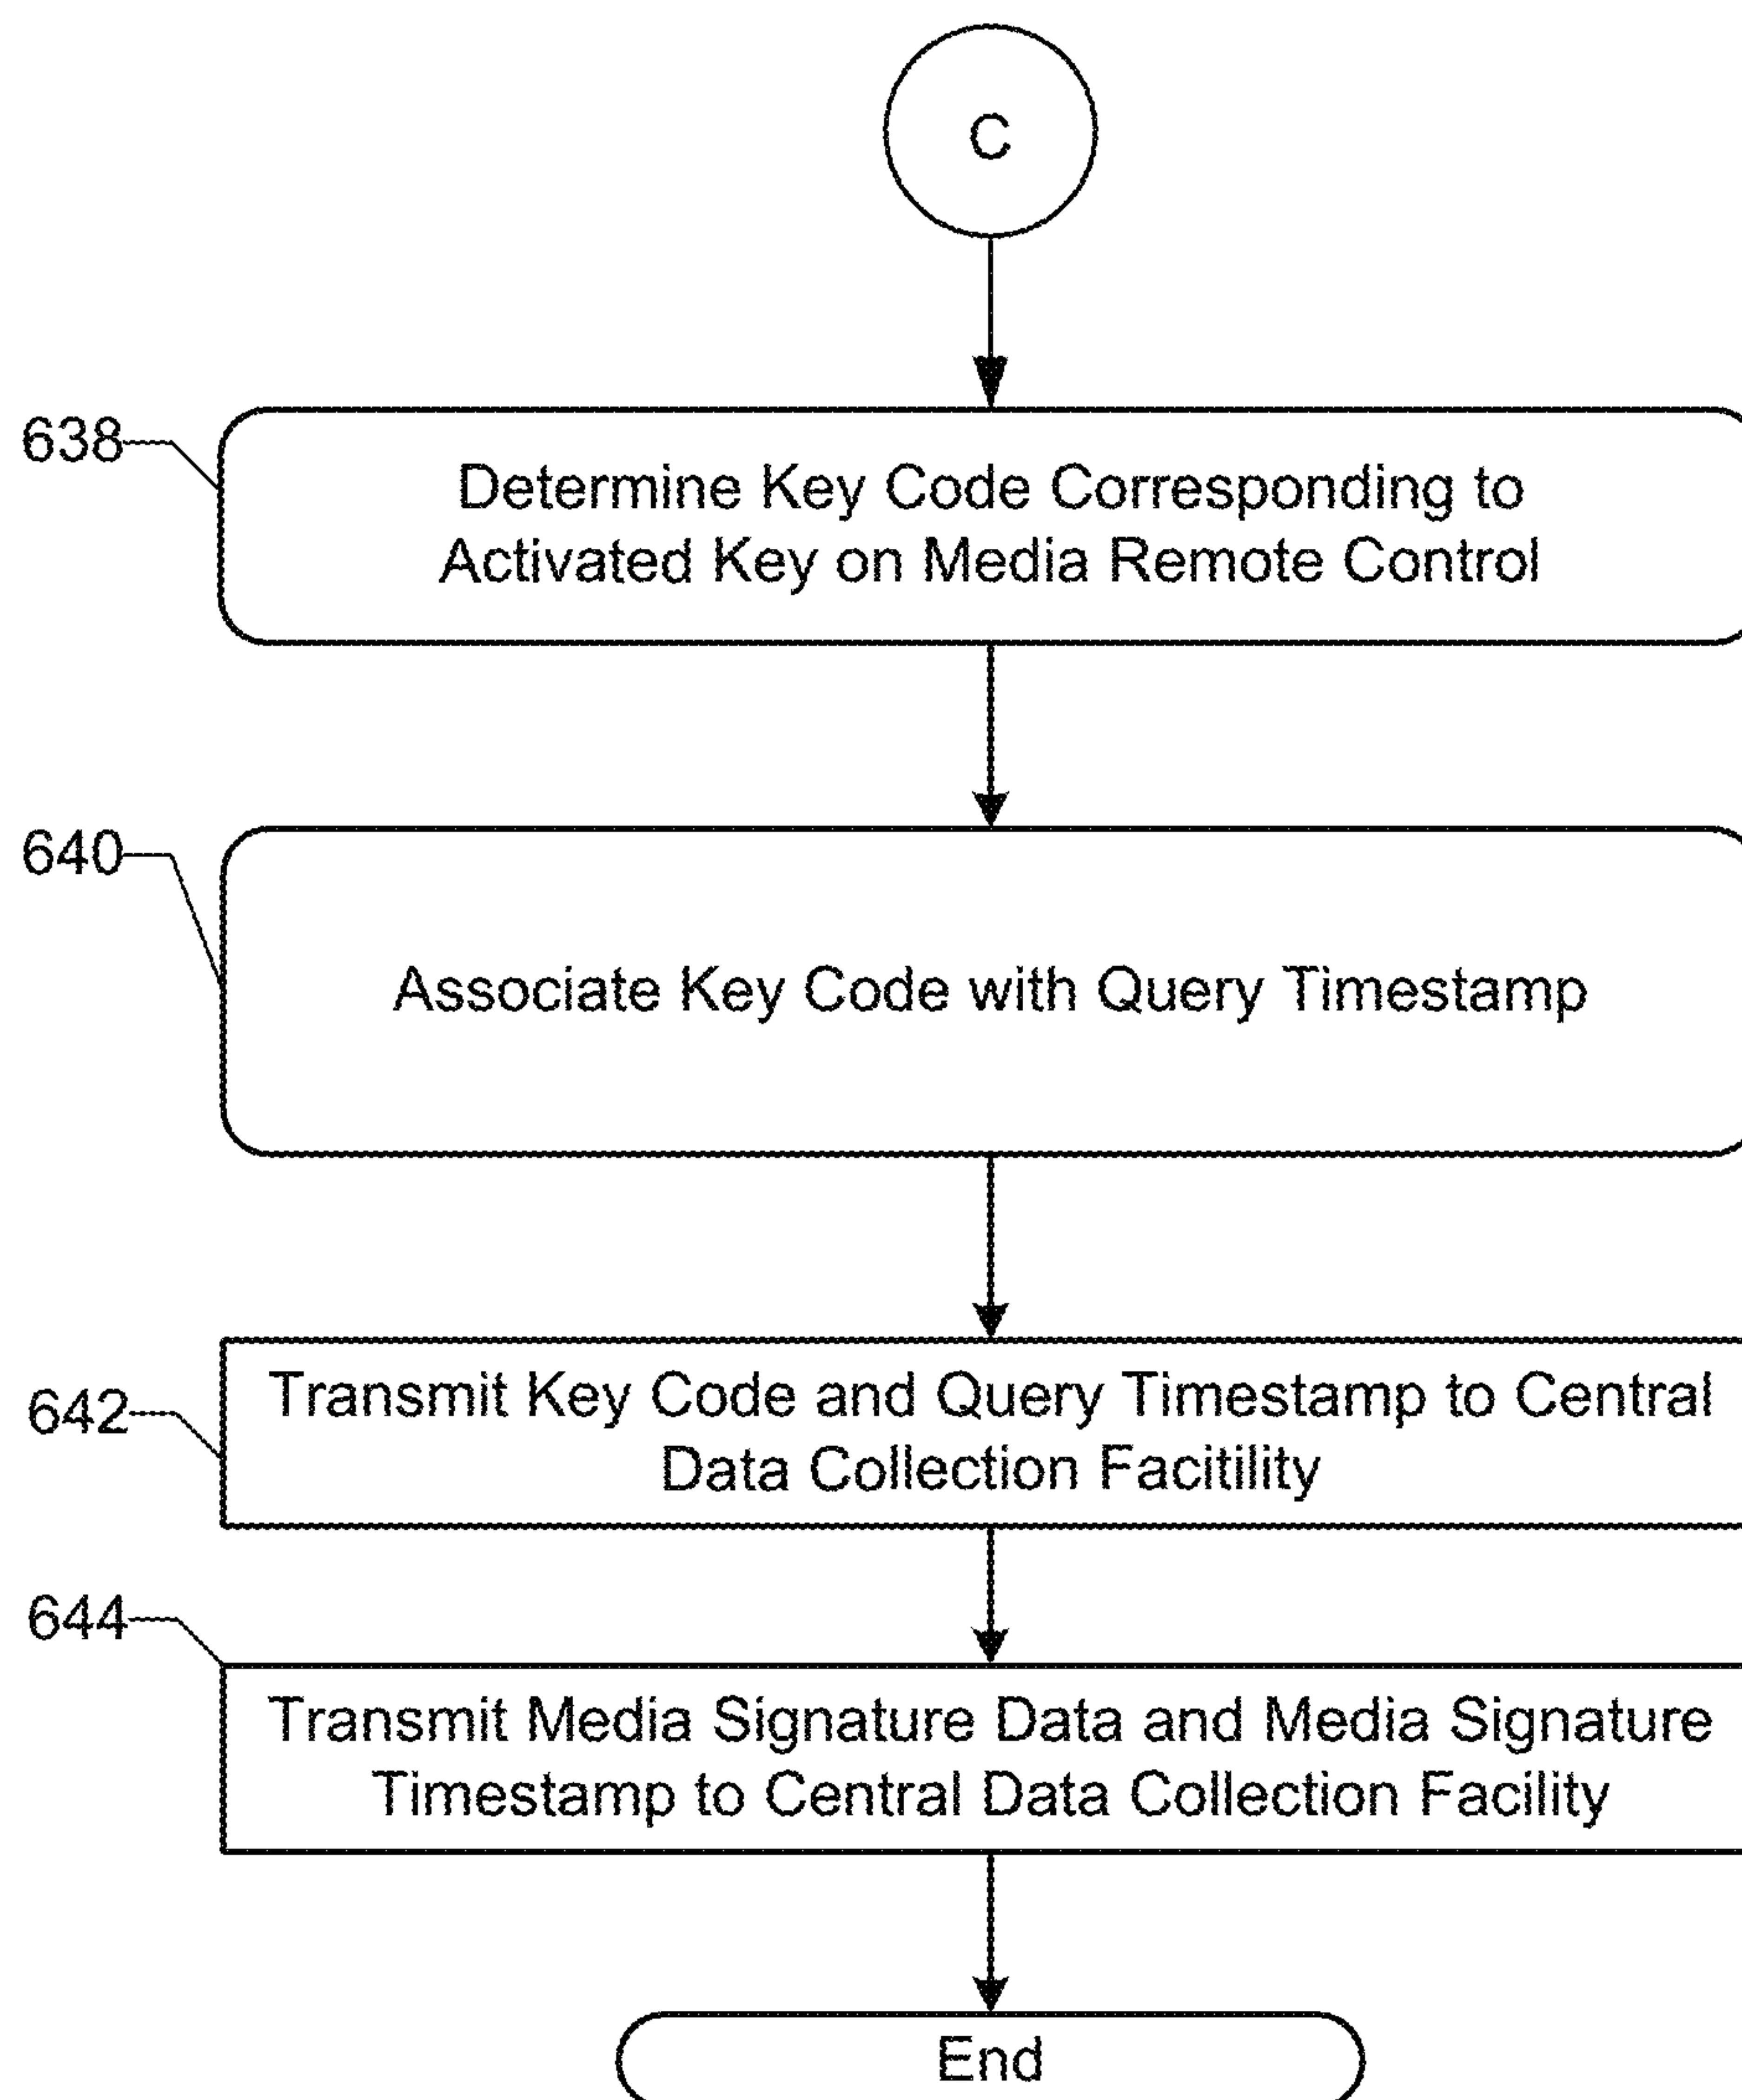 C
638
Determine Key Code Corresponding to
Activated Key on Media Remote Control
640
Associate Key Code with Query Timestamp
642
Transmit Key Code and Query Timestamp to Central
Data Collection Facitility
644
Transmit Media Signature Data and Media Signature
Timestamp to Central Data Collection Facility
End